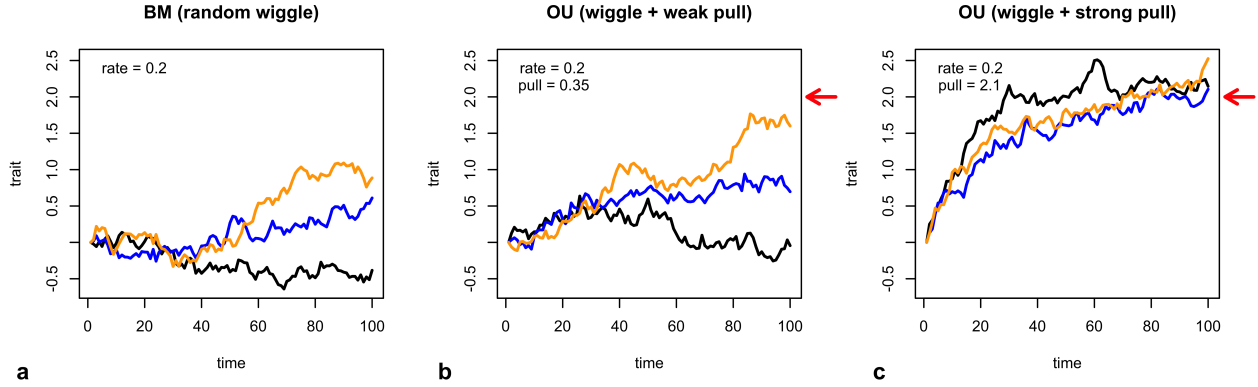 BM (random wiggle)
rate = 0.2
trait
2.5
2.0
1.5
1.0
0.5
-0.5
0 20 40 60 80 100
time
a
OU (wiggle + weak pull)
rate = 0.2
pull = 0.35
trait
2.5
2.0
1.5
1.0
0.5
-0.5
0 20 40 60 80 100
time
b
OU (wiggle + strong pull)
rate = 0.2
pull = 2.1
trait
2.5
2.0
1.5
1.0
0.5
-0.5
0 20 40 60 80 100
time
c